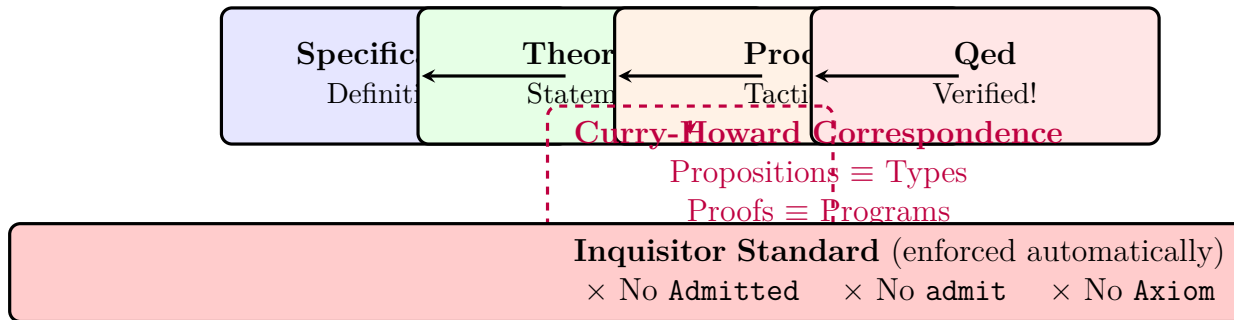 Specific
Definiti
Theor
Statem
Proo
Tacti
Qed
Verified!
Curry-Howard Correspondence
Propositions ≡ Types
Proofs ≡ Programs
Inquisitor Standard (enforced automatically)
× No Admitted × No admit × No Axiom